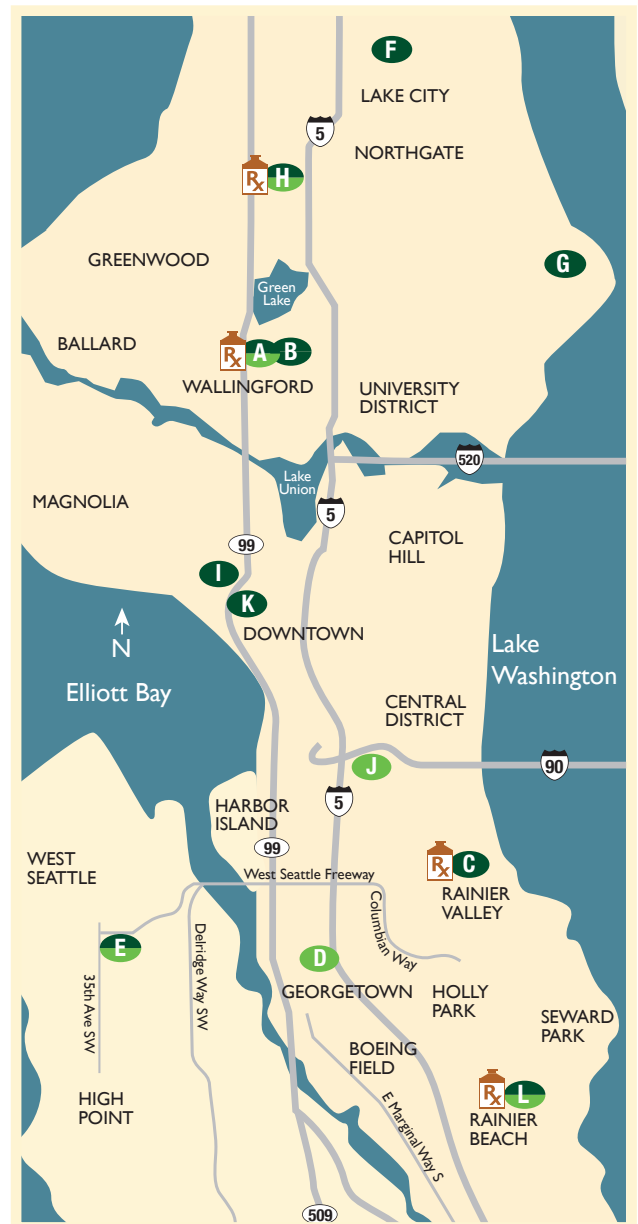 F
LAKE CITY
5
NORTHGATE
Rx H
GREENWOOD
G
Green
Lake
BALLARD
Rx A B
WALLINGFORD
UNIVERSITY
DISTRICT
520
Lake
Union
MAGNOLIA
5
99
CAPITOL
HILL
I
K
DOWNTOWN
N
Lake
Washington
Elliott Bay
CENTRAL
DISTRICT
J
90
HARBOR
ISLAND
5
99
WEST
SEATTLE
Rx C
West Seattle Freeway
RAINIER
VALLEY
Columbian Way
E
Delridge Way SW
D
35th Ave SW
GEORGETOWN
HOLLY
PARK
SEWARD
PARK
BOEING
FIELD
HIGH
POINT
E Marginal Way S
Rx L
RAINIER
BEACH
509